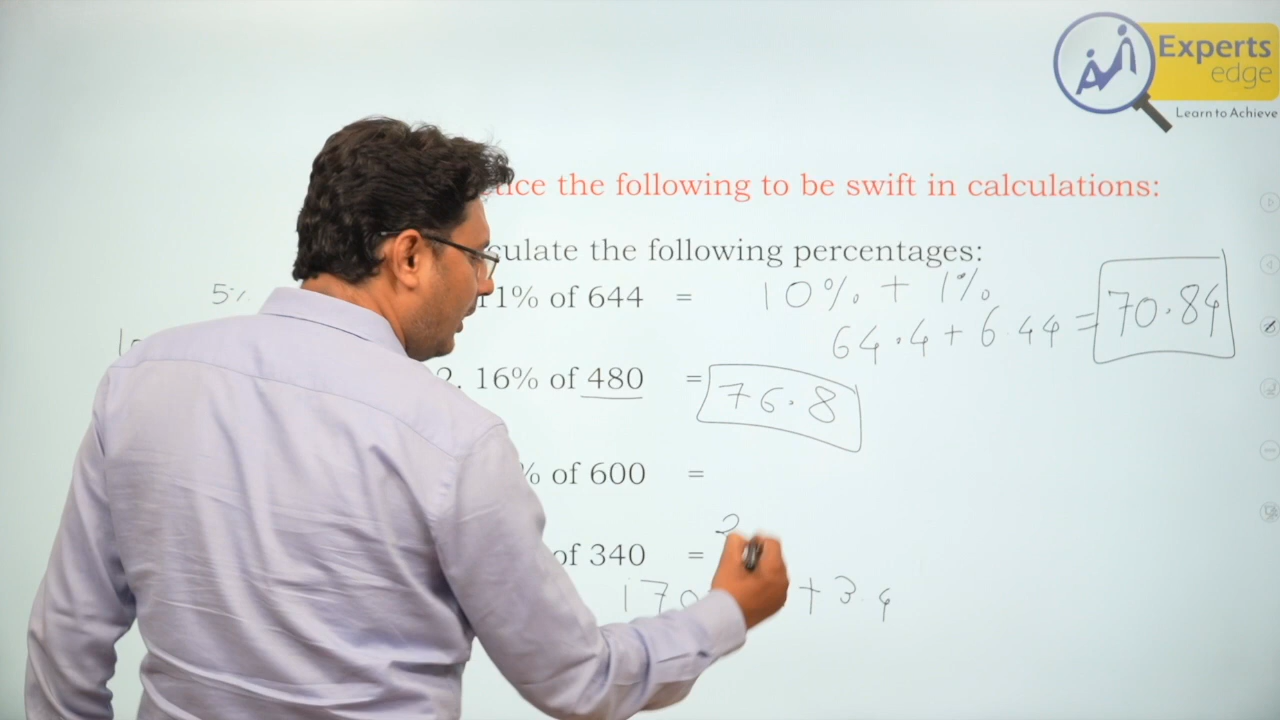 Experts
edge
Learn to Achieve
the following to be swift in calculations:
the following percentages:
5%
11% of 644 = 10% + 1%
64.4 + 6.44 = 70.84
2. 16% of 480 = 76.8
% of 600 =
of 340 = 2
170 + 3.4